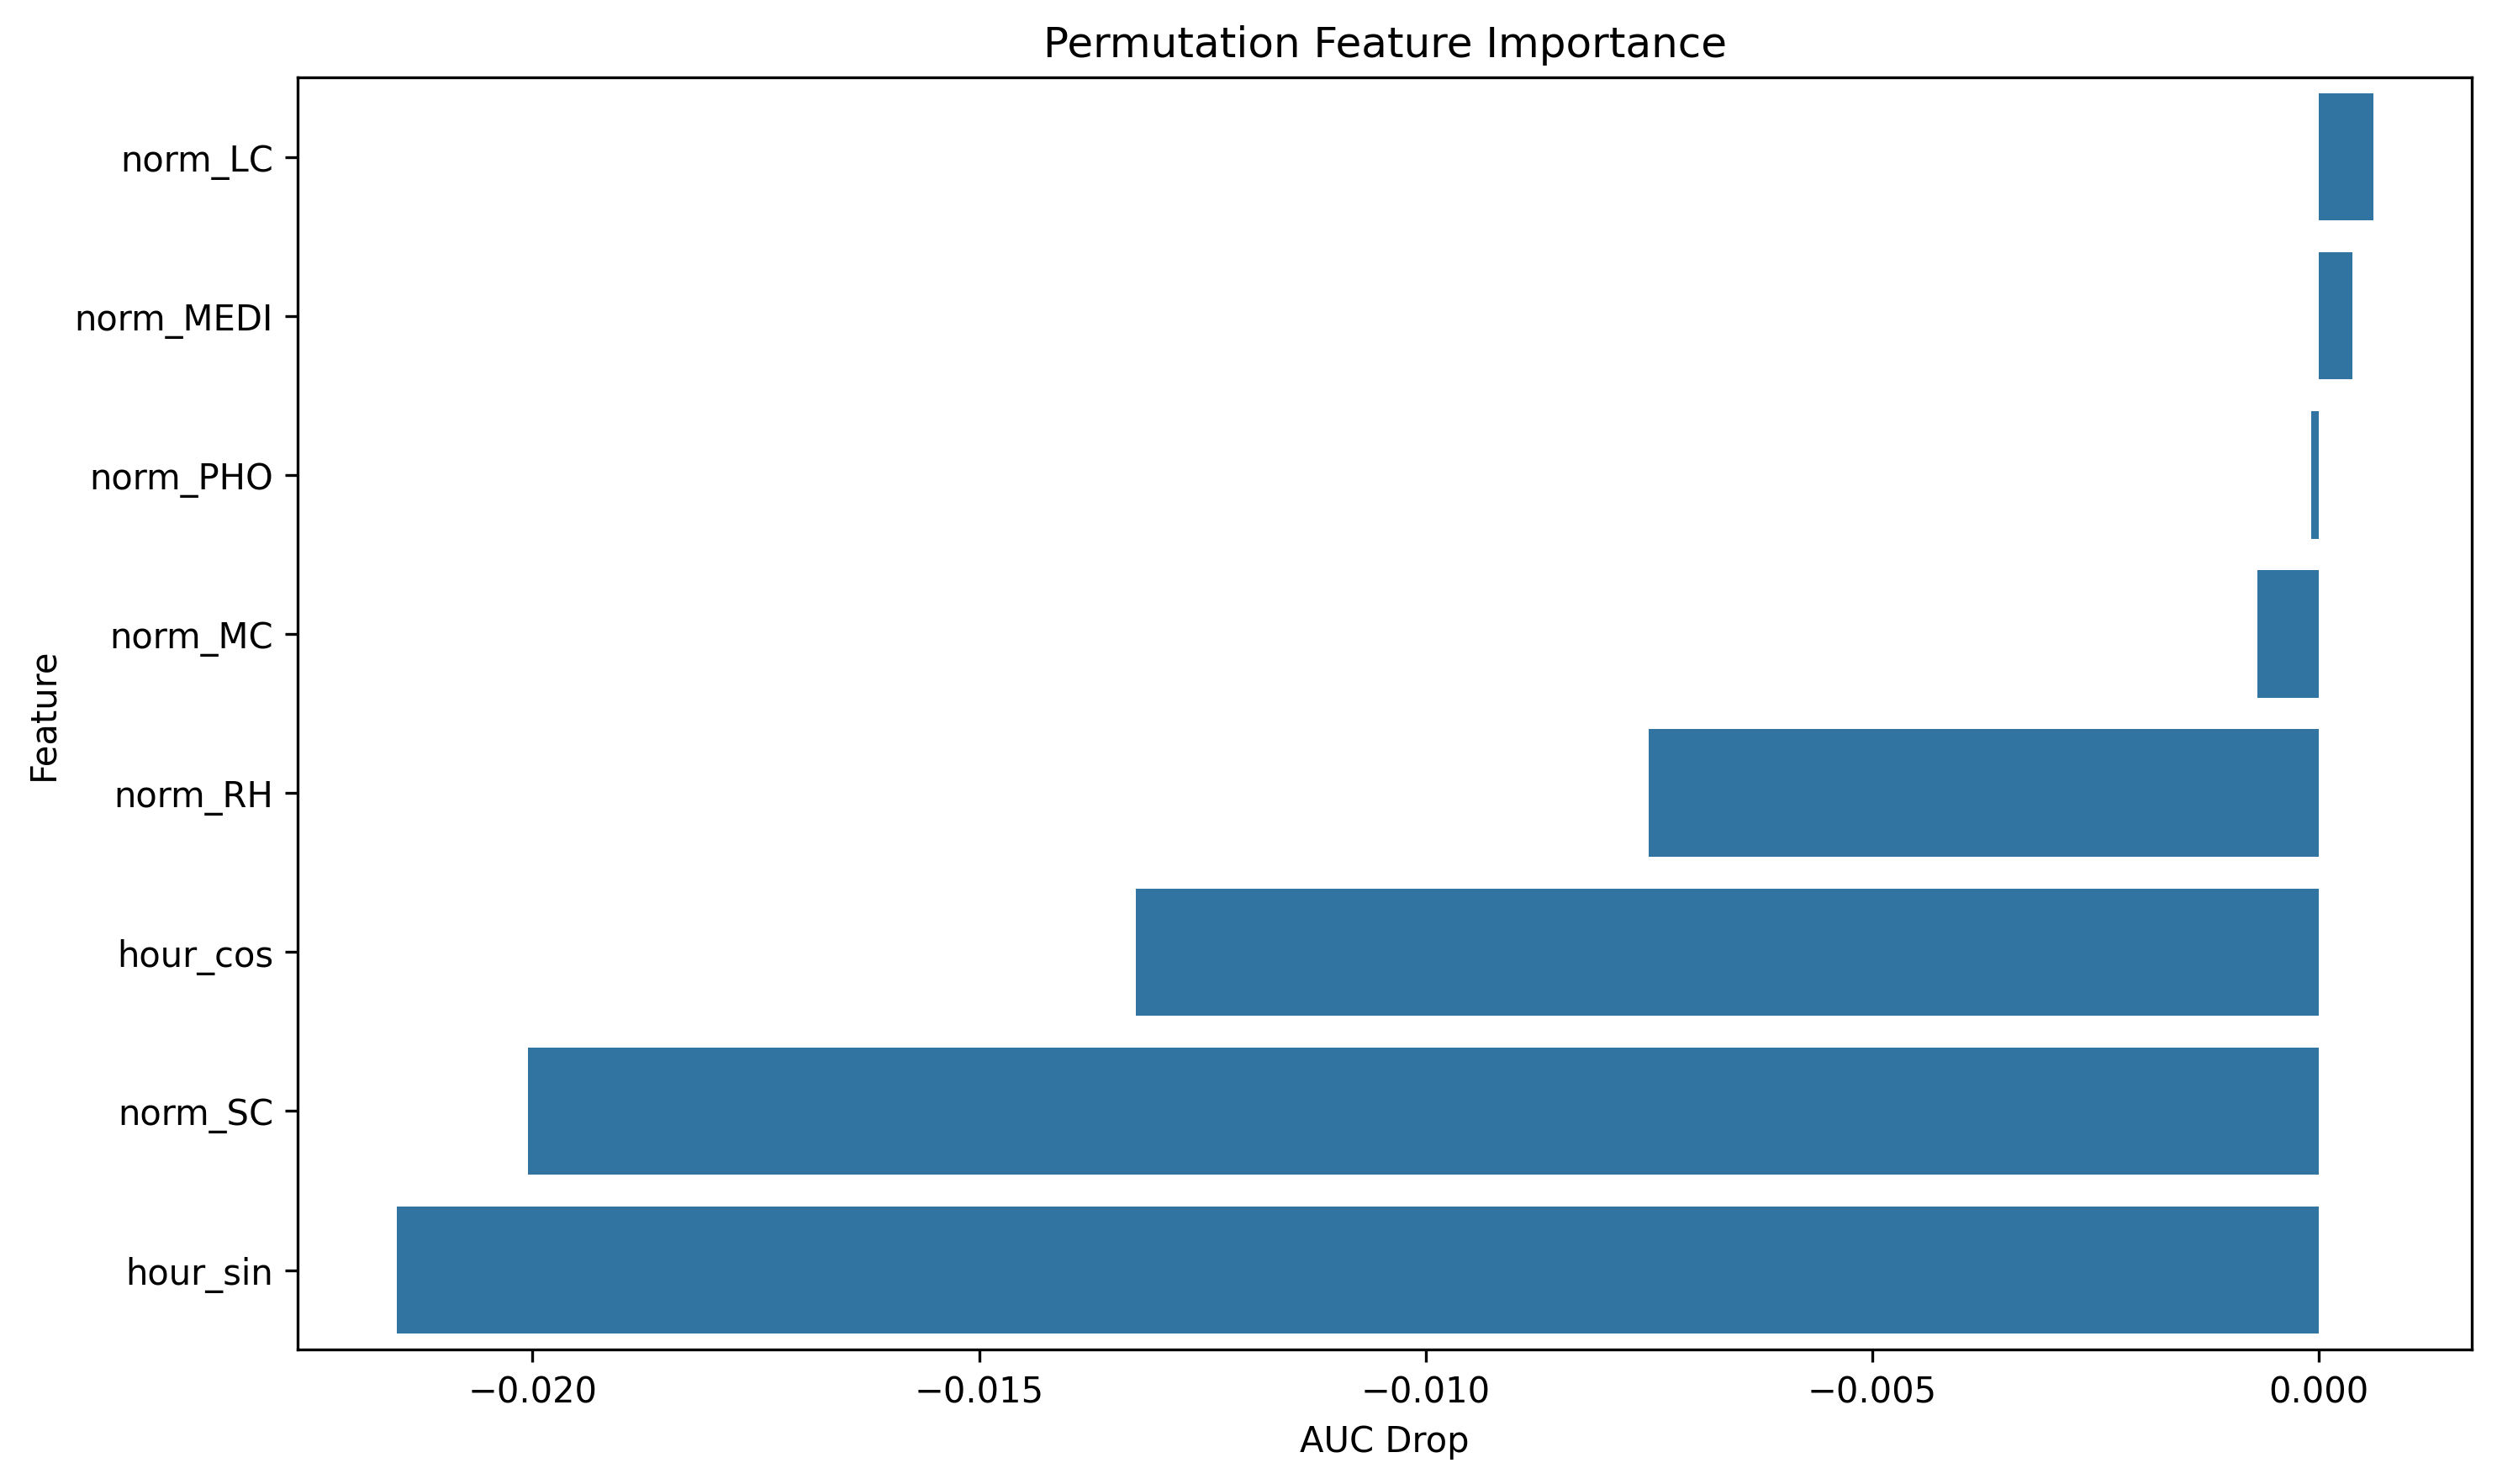 Permutation Feature Importance
norm_LC
norm_MEDI
norm_PHO
norm_MC
norm_RH
hour_cos
norm_SC
hour_sin
Feature
−0.020 −0.015 −0.010 −0.005 0.000
AUC Drop